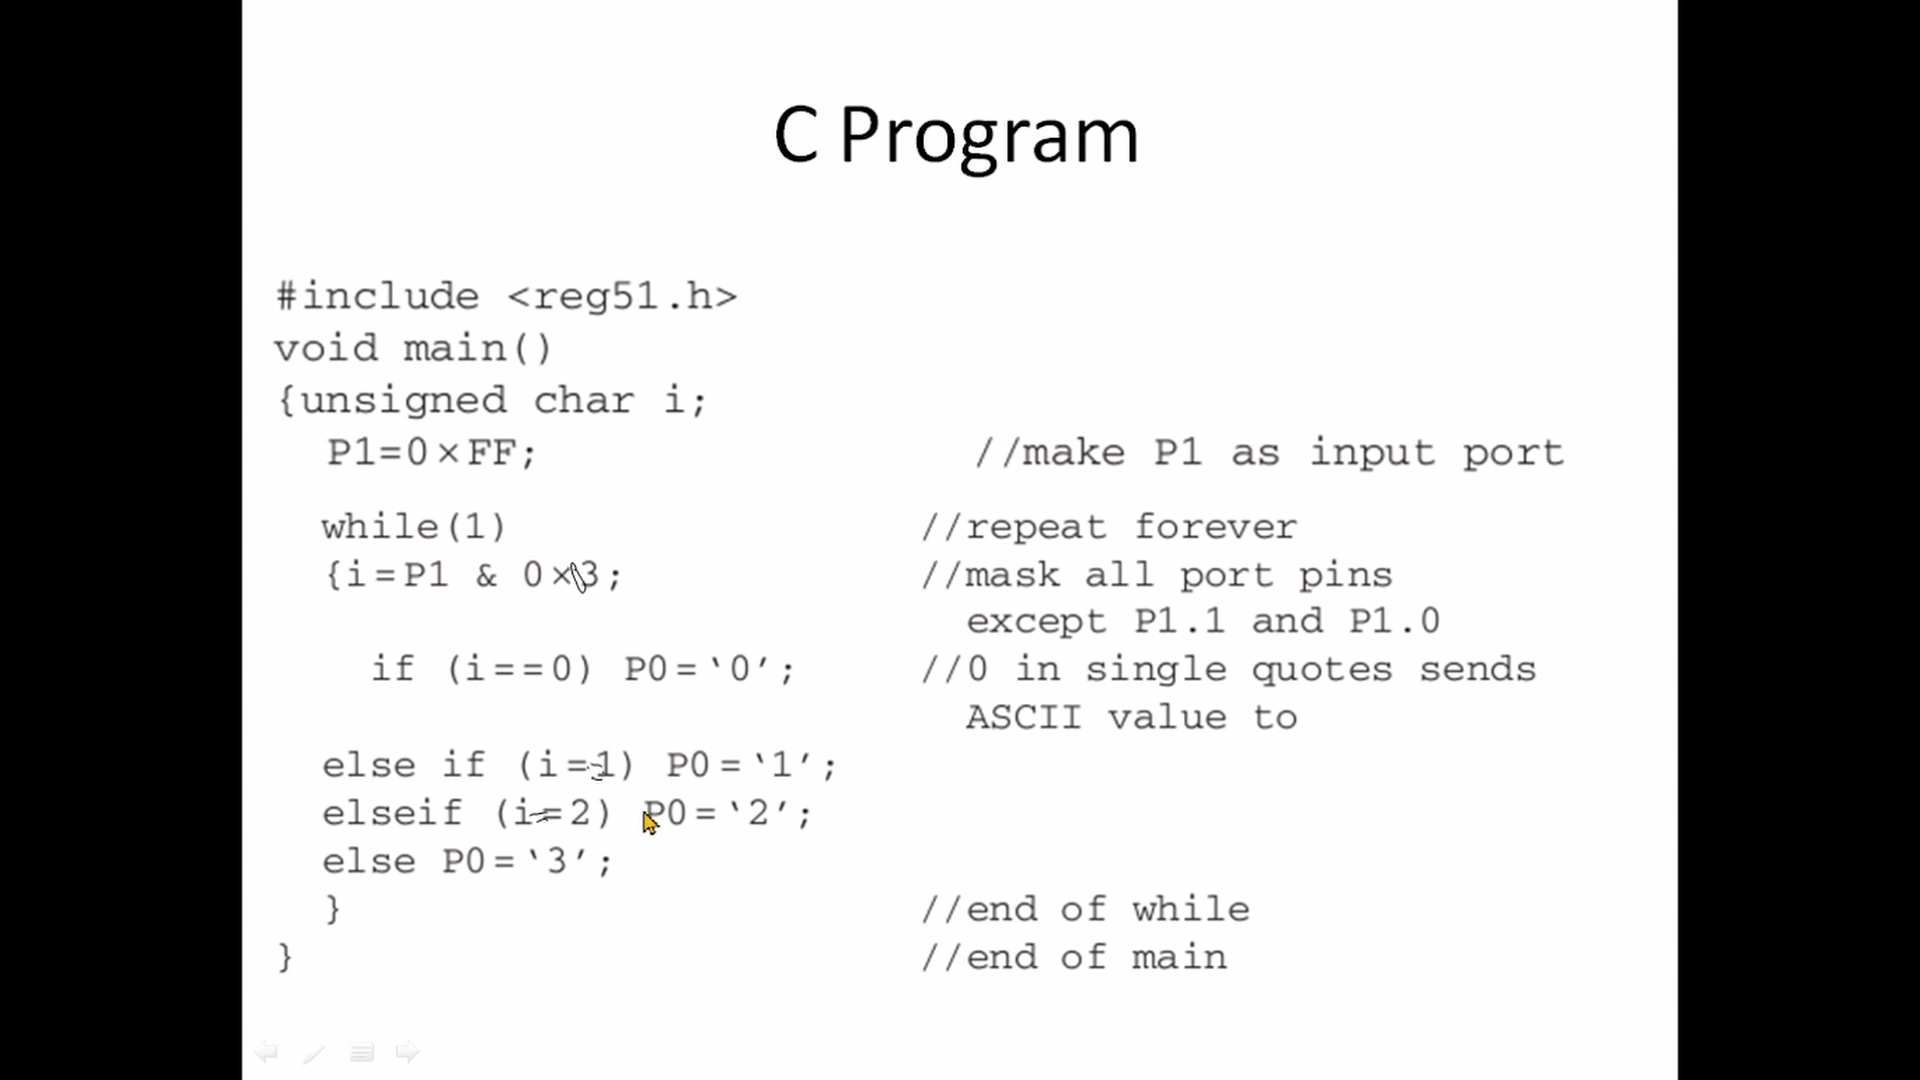 C Program
#include <reg51.h>
void main()
{unsigned char i;
P1=0×FF; //make P1 as input port
while(1) //repeat forever
{i=P1 & 0×3; //mask all port pins
except P1.1 and P1.0
if (i==0) P0=‘0’; //0 in single quotes sends
ASCII value to
else if (i=1) P0=‘1’;
elseif (i=2) P0=‘2’;
else P0=‘3’;
} //end of while
} //end of main